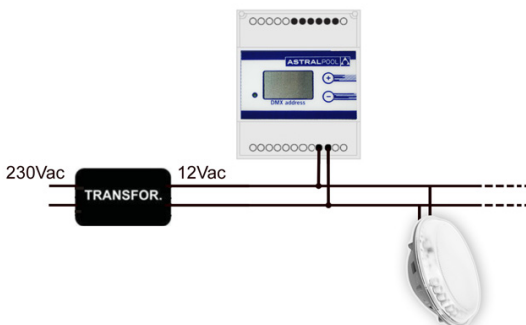 ASTRALPOOL
DMX address
230Vac
12Vac
TRANSFOR.